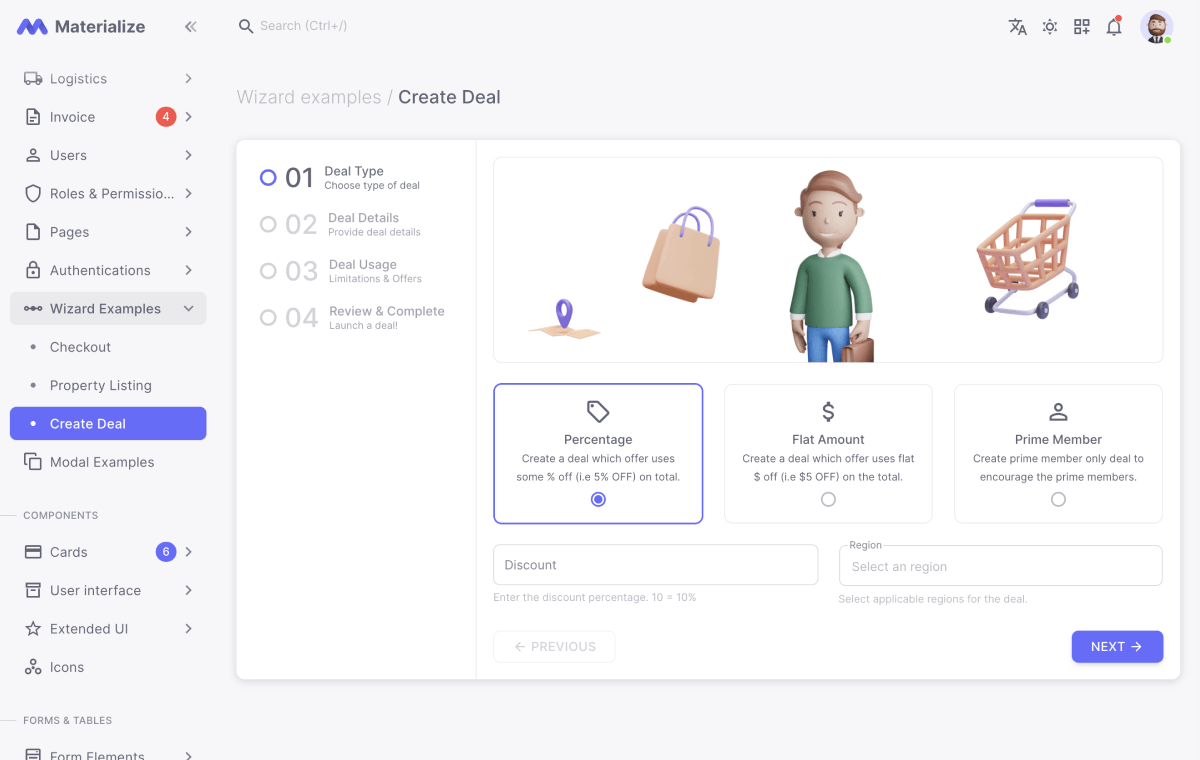 Materialize
Search (Ctrl+/)
Logistics
Invoice
4
Users
Roles & Permissio...
Pages
Authentications
Wizard Examples
Checkout
Property Listing
Create Deal
Modal Examples
COMPONENTS
Cards
6
User interface
Extended UI
Icons
FORMS & TABLES
Form Elements
Wizard examples / Create Deal
01
Deal Type
Choose type of deal
02
Deal Details
Provide deal details
03
Deal Usage
Limitations & Offers
04
Review & Complete
Launch a deal!
Percentage
Create a deal which offer uses
some % off (i.e 5% OFF) on total.
Flat Amount
Create a deal which offer uses flat
$ off (i.e $5 OFF) on the total.
Prime Member
Create prime member only deal to
encourage the prime members.
Discount
Enter the discount percentage. 10 = 10%
Region
Select an region
Select applicable regions for the deal.
← PREVIOUS
NEXT →